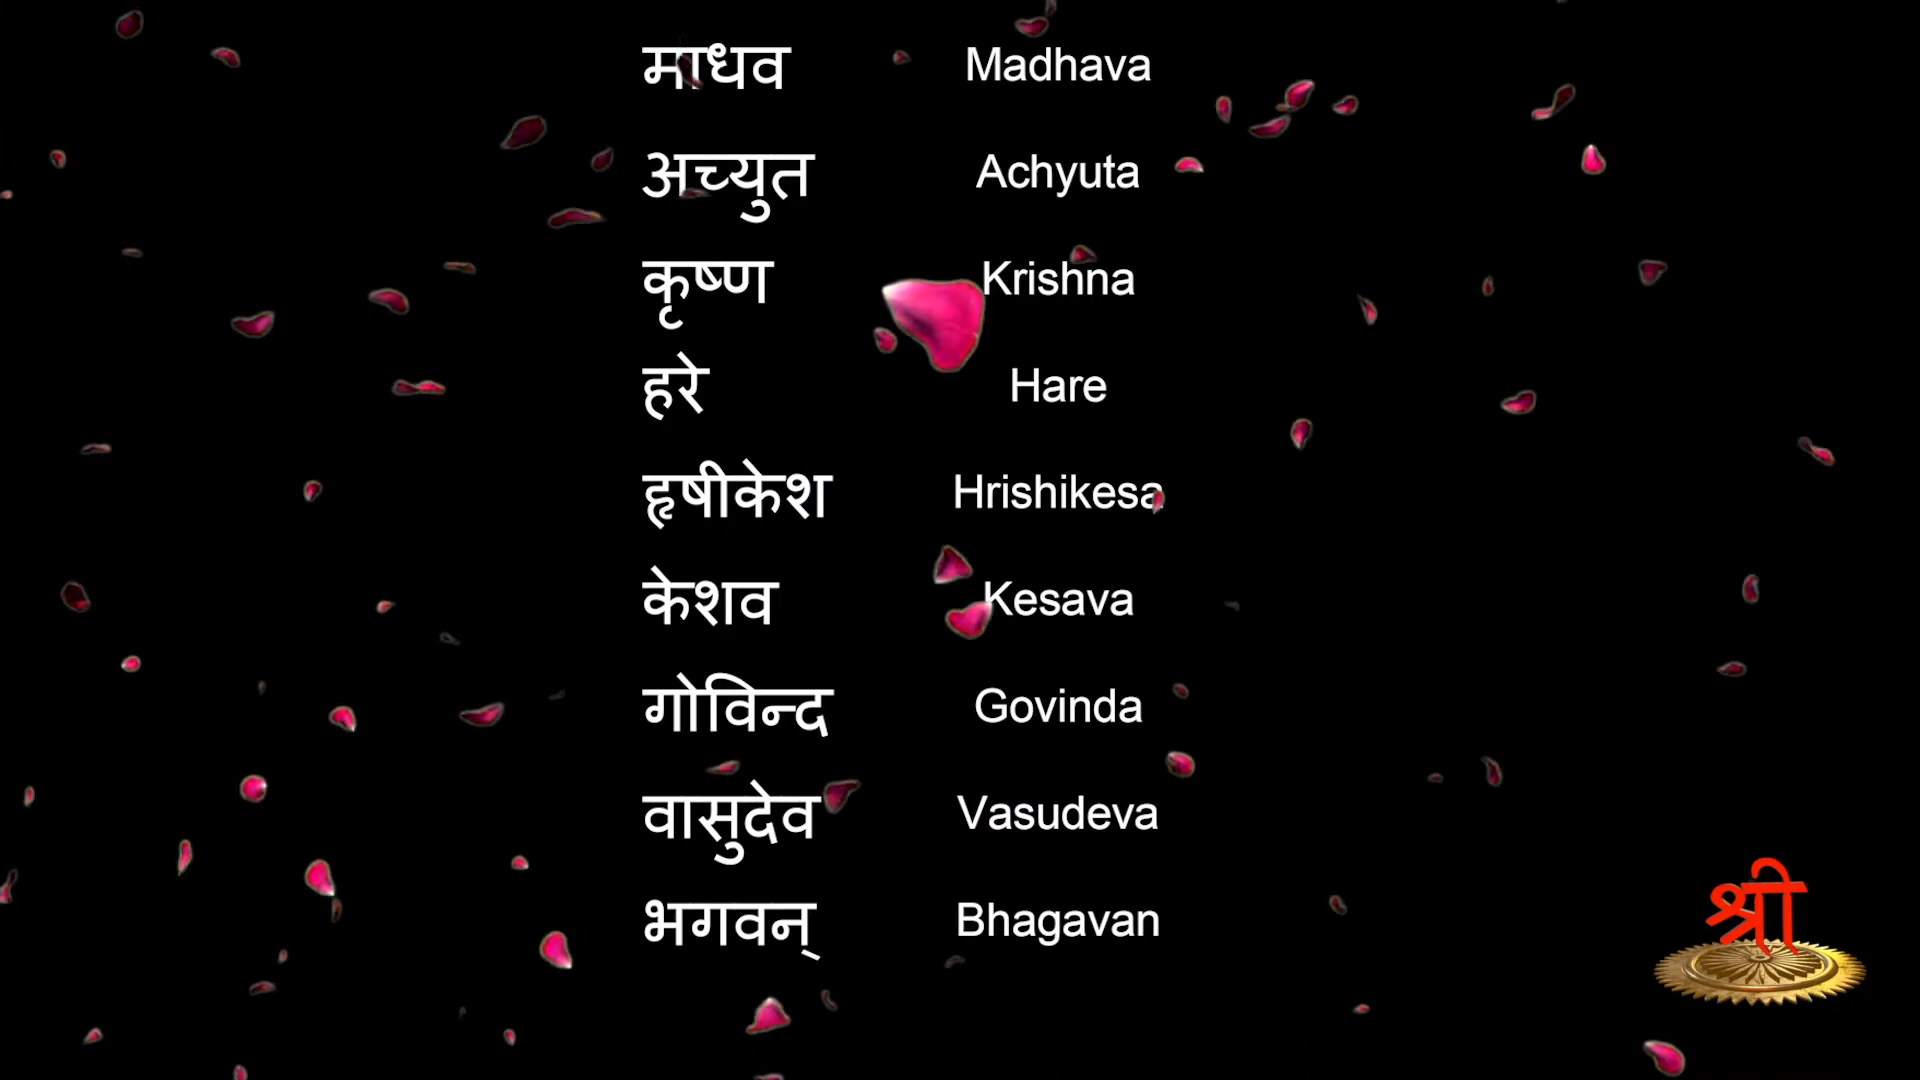 माधव Madhava
अच्युत Achyuta
कृष्ण Krishna
हरे Hare
हृषीकेश Hrishikesa
केशव Kesava
गोविन्द Govinda
वासुदेव Vasudeva
भगवन् Bhagavan
श्री